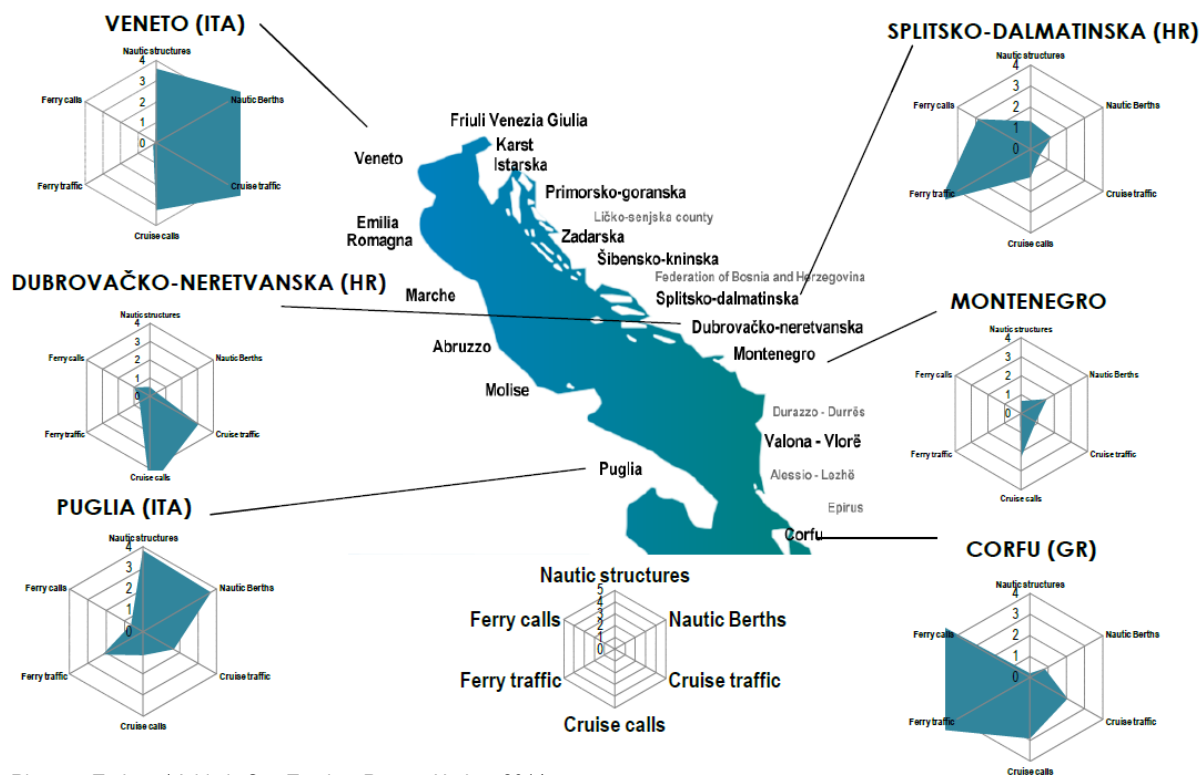 VENETO (ITA)
Nautic structures
4
3
2
1
0
Nautic Berths
Cruise traffic
Cruise calls
Ferry traffic
Ferry calls
SPLITSKO-DALMATINSKA (HR)
Nautic structures
4
3
2
1
0
Nautic Berths
Cruise traffic
Cruise calls
Ferry traffic
Ferry calls
Friuli Venezia Giulia
Karst
Veneto
Istarska
Primorsko-goranska
Ličko-senjska county
Emilia
Romagna
Zadarska
Šibensko-kninska
Federation of Bosnia and Herzegovina
Marche
Splitsko-dalmatinska
Dubrovačko-neretvanska
Abruzzo
Montenegro
Molise
Durazzo - Durrës
Valona - Vlorë
Puglia
Alessio - Lezhë
Epirus
Corfu
DUBROVAČKO-NERETVANSKA (HR)
Nautic structures
4
3
2
1
0
Nautic Berths
Cruise traffic
Cruise calls
Ferry traffic
Ferry calls
MONTENEGRO
Nautic structures
4
3
2
1
0
Nautic Berths
Cruise traffic
Cruise calls
Ferry traffic
Ferry calls
PUGLIA (ITA)
Nautic structures
4
3
2
1
0
Nautic Berths
Cruise traffic
Cruise calls
Ferry traffic
Ferry calls
Nautic structures
5
4
3
2
1
0
Nautic Berths
Cruise traffic
Cruise calls
Ferry traffic
Ferry calls
CORFU (GR)
Nautic structures
4
3
2
1
0
Nautic Berths
Cruise traffic
Cruise calls
Ferry traffic
Ferry calls